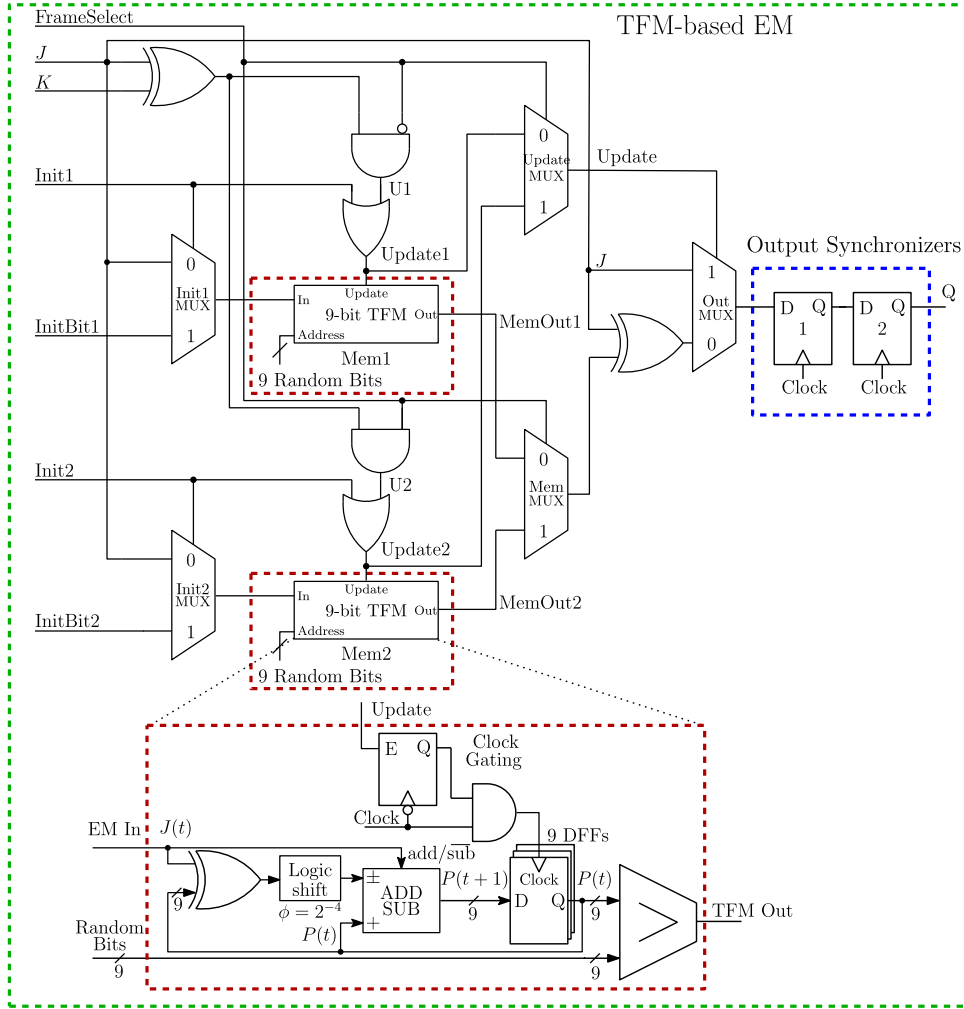 FrameSelect
TFM-based EM
J
K
0
Update
MUX
1
Update
Init1
U1
Update1
0
Init1
MUX
1
InitBit1
Update
In
9-bit TFM
Out
Address
Mem1
9 Random Bits
MemOut1
J
1
Out
MUX
0
Output Synchronizers
D Q
1
Clock
D Q
2
Clock
Q
Init2
U2
Update2
0
Mem
MUX
1
0
Init2
MUX
1
InitBit2
Update
In
9-bit TFM
Out
Address
Mem2
9 Random Bits
MemOut2
Update
E Q
Clock
Gating
Clock
9 DFFs
EM In
J(t)
add/su̅b̅
9
Logic
shift
ϕ = 2⁻⁴
±
ADD
SUB
+
P(t)
P(t+1)
9
Clock
D Q
P(t)
9
>
TFM Out
Random
Bits
9
9